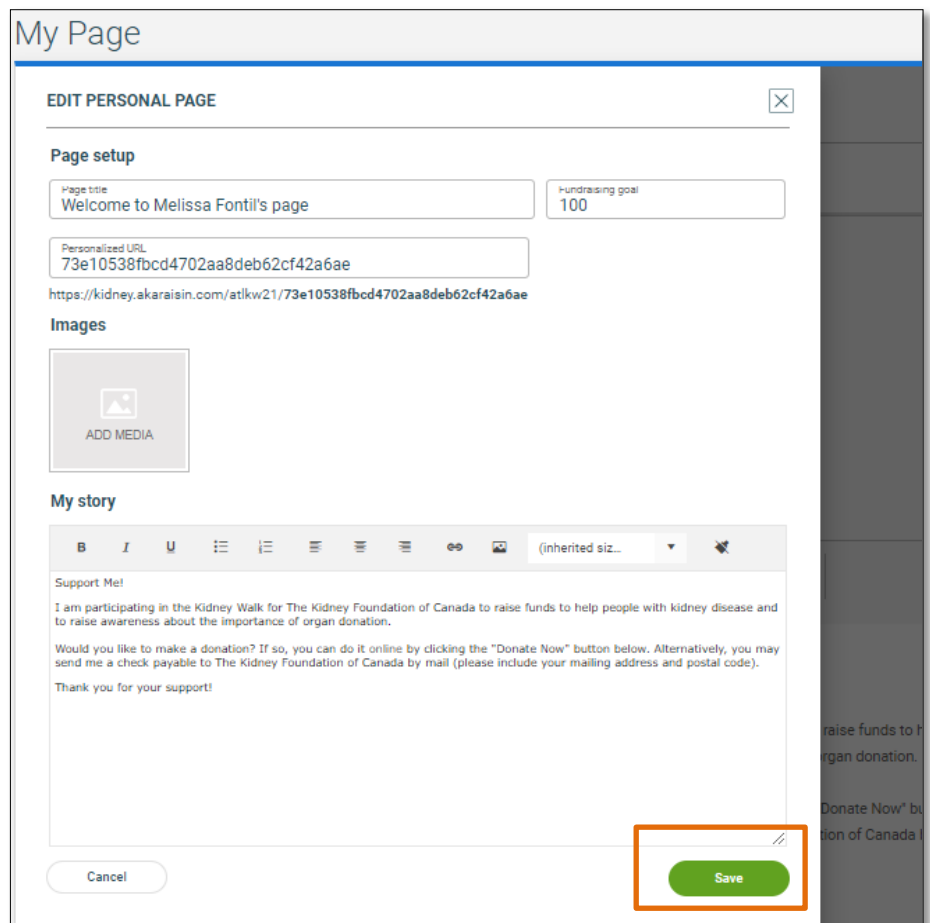 My Page
EDIT PERSONAL PAGE
Page setup
Page title
Welcome to Melissa Fontil's page
Fundraising goal
100
Personalized URL
73e10538fbcd4702aa8deb62cf42a6ae
https://kidney.akaraisin.com/atlkw21/73e10538fbcd4702aa8deb62cf42a6ae
Images
ADD MEDIA
My story
B I U (inherited siz...
Support Me!
I am participating in the Kidney Walk for The Kidney Foundation of Canada to raise funds to help people with kidney disease and
to raise awareness about the importance of organ donation.
Would you like to make a donation? If so, you can do it online by clicking the "Donate Now" button below. Alternatively, you may
send me a check payable to The Kidney Foundation of Canada by mail (please include your mailing address and postal code).
Thank you for your support!
raise funds to h
organ donation.
Donate Now" bu
tion of Canada
Cancel
Save